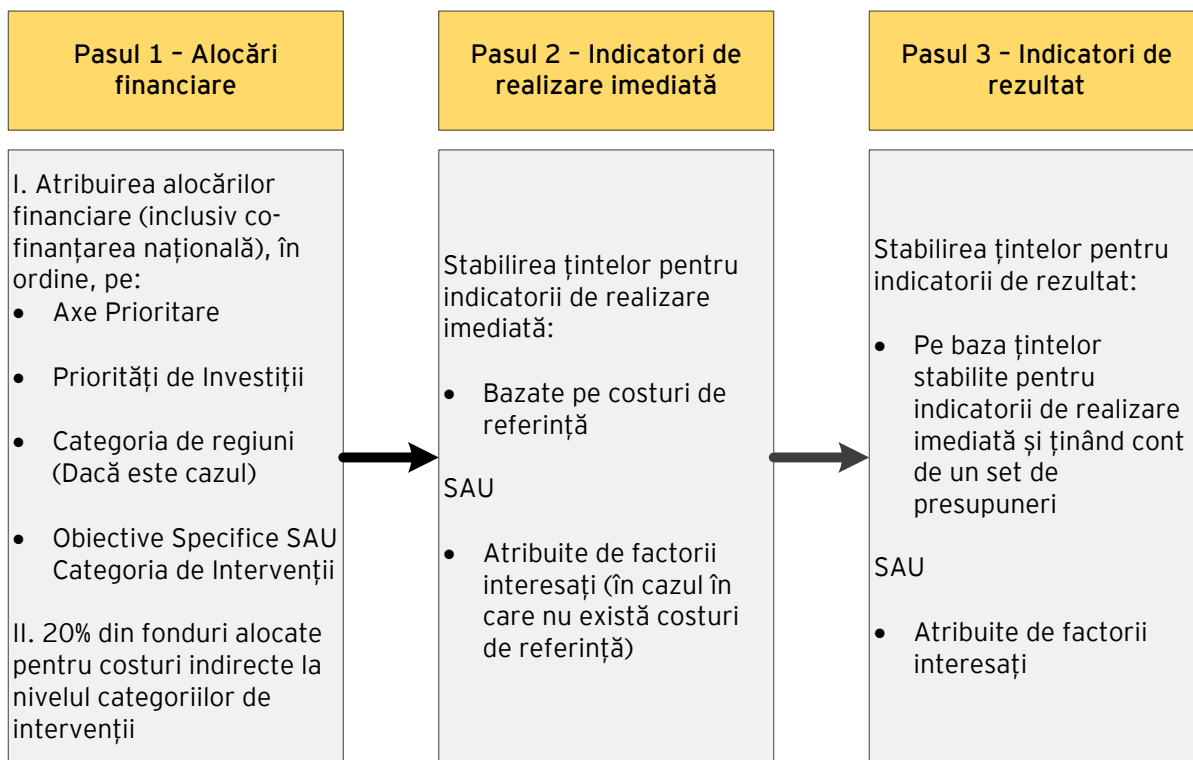 Pasul 1 – Alocări
financiare
I. Atribuirea alocărilor
financiare (inclusiv co-
finanțarea națională), în
ordine, pe:
• Axe Prioritare
• Priorități de Investiții
• Categoria de regiuni
(Dacă este cazul)
• Obiective Specifice SAU
Categoria de Intervenții
II. 20% din fonduri alocate
pentru costuri indirecte la
nivelul categoriilor de
intervenții
Pasul 2 – Indicatori de
realizare imediată
Stabilirea țintelor pentru
indicatorii de realizare
imediată:
• Bazate pe costuri de
referință
SAU
• Atribuite de factorii
interesați (în cazul în
care nu există costuri
de referință)
Pasul 3 – Indicatori de
rezultat
Stabilirea țintelor pentru
indicatorii de rezultat:
• Pe baza țintelor
stabilite pentru
indicatorii de realizare
imediată și ținând cont
de un set de
presupuneri
SAU
• Atribuite de factorii
interesați